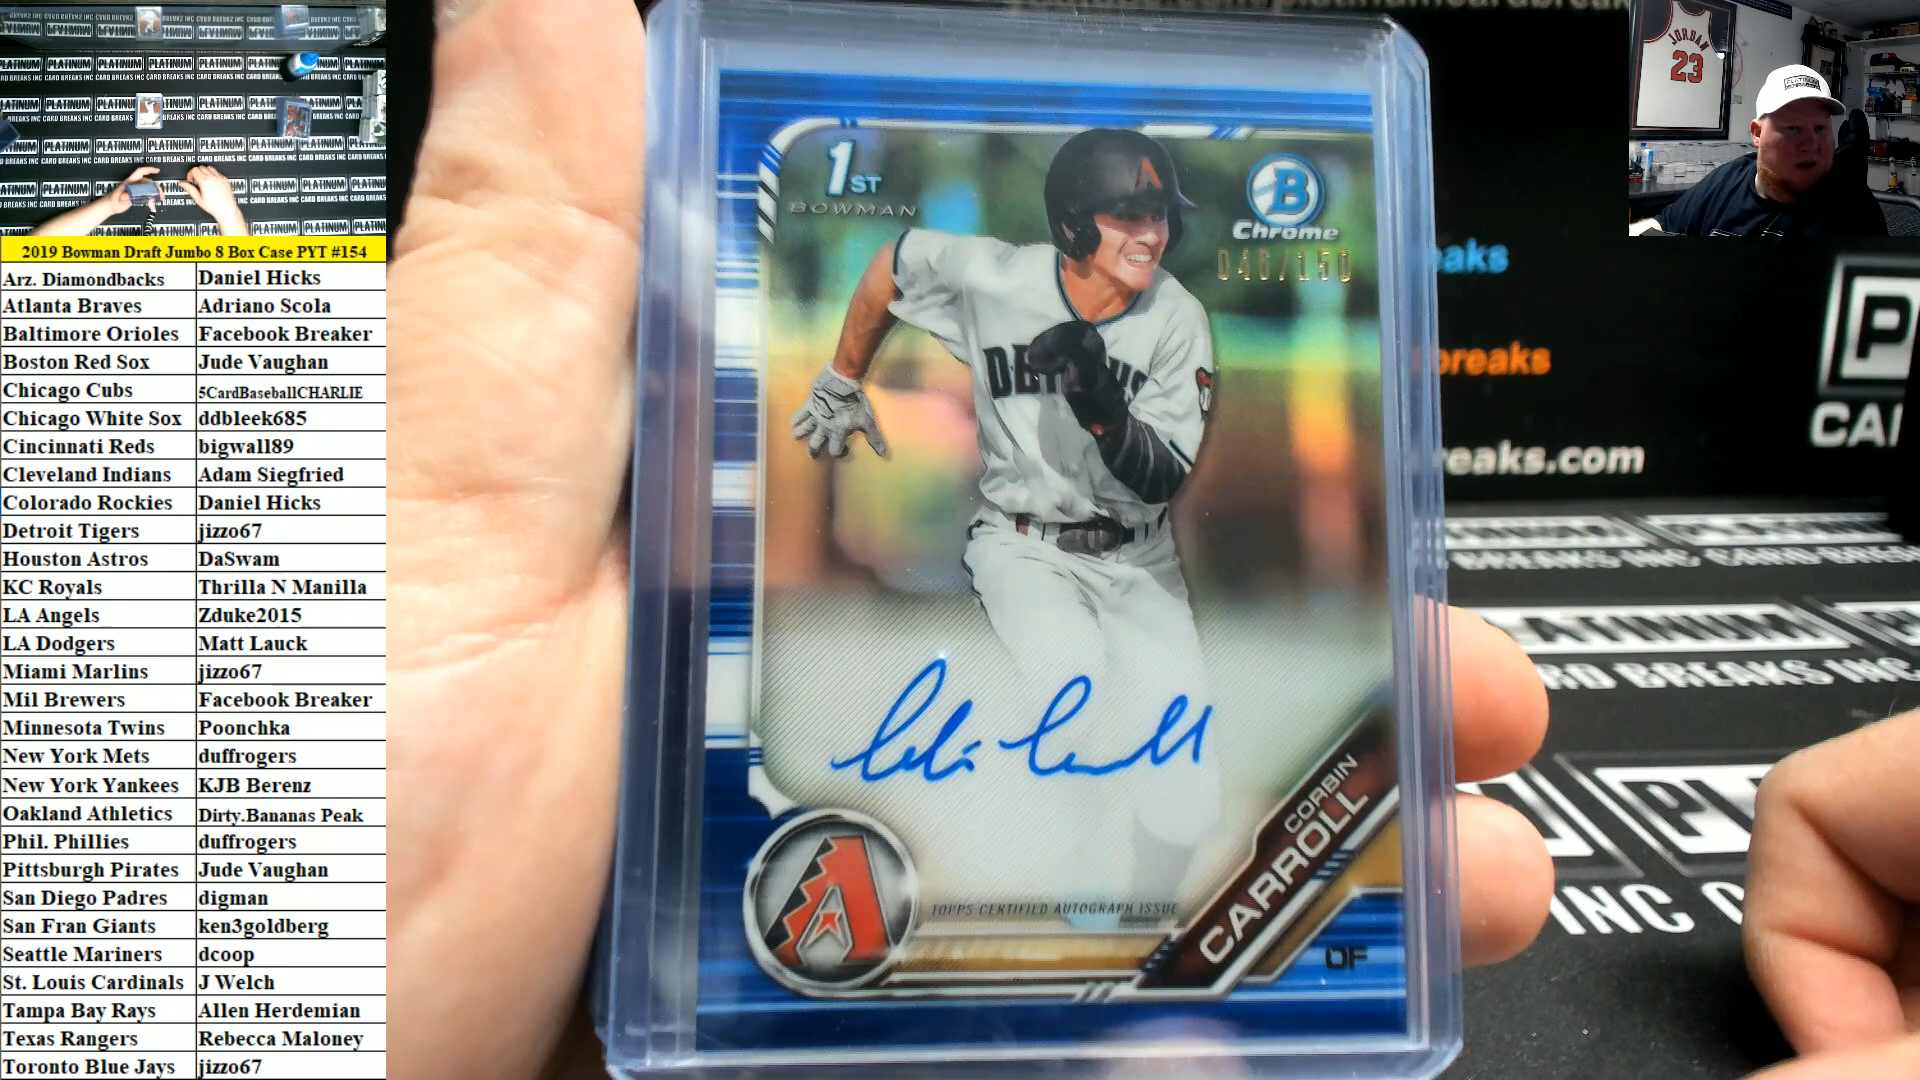 2019 Bowman Draft Jumbo 8 Box Case PYT #154
Arz. Diamondbacks Daniel Hicks
Atlanta Braves Adriano Scola
Baltimore Orioles Facebook Breaker
Boston Red Sox Jude Vaughan
Chicago Cubs 5CardBaseballCHARLIE
Chicago White Sox ddbleek685
Cincinnati Reds bigwall89
Cleveland Indians Adam Siegfried
Colorado Rockies Daniel Hicks
Detroit Tigers jizzo67
Houston Astros DaSwam
KC Royals Thrilla N Manilla
LA Angels Zduke2015
LA Dodgers Matt Lauck
Miami Marlins jizzo67
Mil Brewers Facebook Breaker
Minnesota Twins Poonchka
New York Mets duffrogers
New York Yankees KJB Berenz
Oakland Athletics Dirty.Bananas Peak
Phil. Phillies duffrogers
Pittsburgh Pirates Jude Vaughan
San Diego Padres digman
San Fran Giants ken3goldberg
Seattle Mariners dcoop
St. Louis Cardinals J Welch
Tampa Bay Rays Allen Herdemian
Texas Rangers Rebecca Maloney
Toronto Blue Jays jizzo67
1ST
BOWMAN
B
Chrome
046/150
TOPPS CERTIFIED AUTOGRAPH ISSUE
CORBIN
CARROLL
OF
A
JORDAN
23
PLATINUM
CARD BREAKS INC